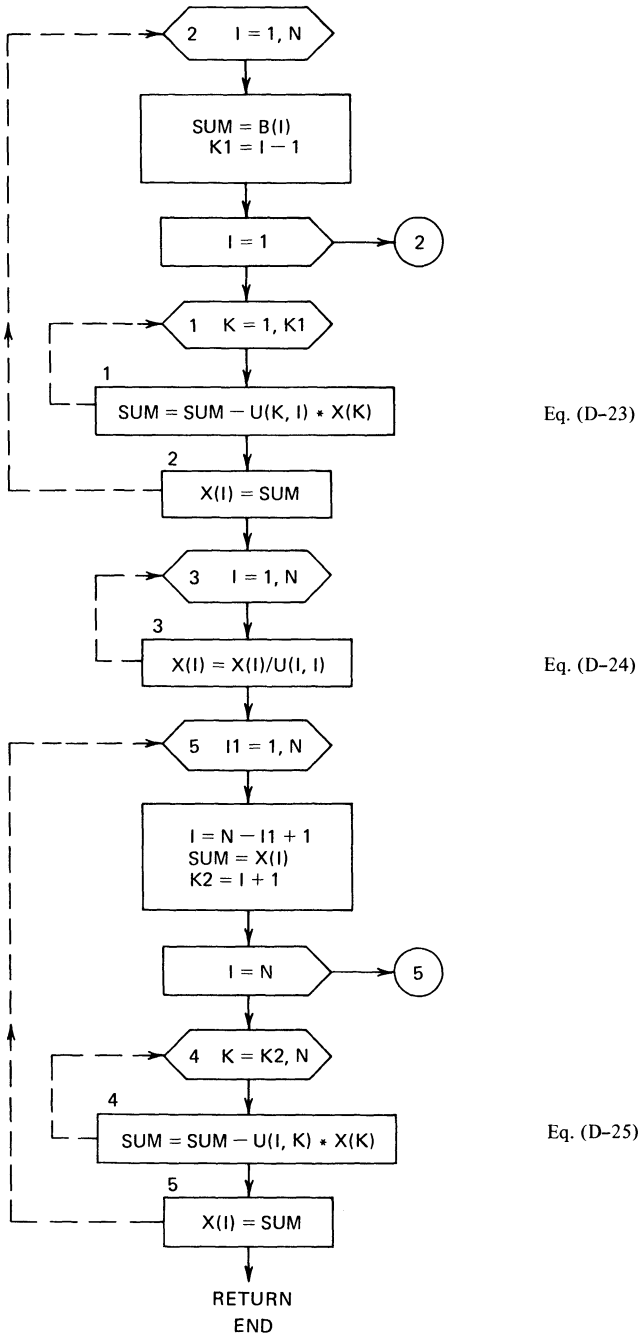 2 I = 1, N
SUM = B(I)
K1 = I − 1
I = 1
2
1 K = 1, K1
1
SUM = SUM − U(K, I) * X(K)
Eq. (D-23)
2
X(I) = SUM
3 I = 1, N
3
X(I) = X(I)/U(I, I)
Eq. (D-24)
5 I1 = 1, N
I = N − I1 + 1
SUM = X(I)
K2 = I + 1
I = N
5
4 K = K2, N
4
SUM = SUM − U(I, K) * X(K)
Eq. (D-25)
5
X(I) = SUM
RETURN
END